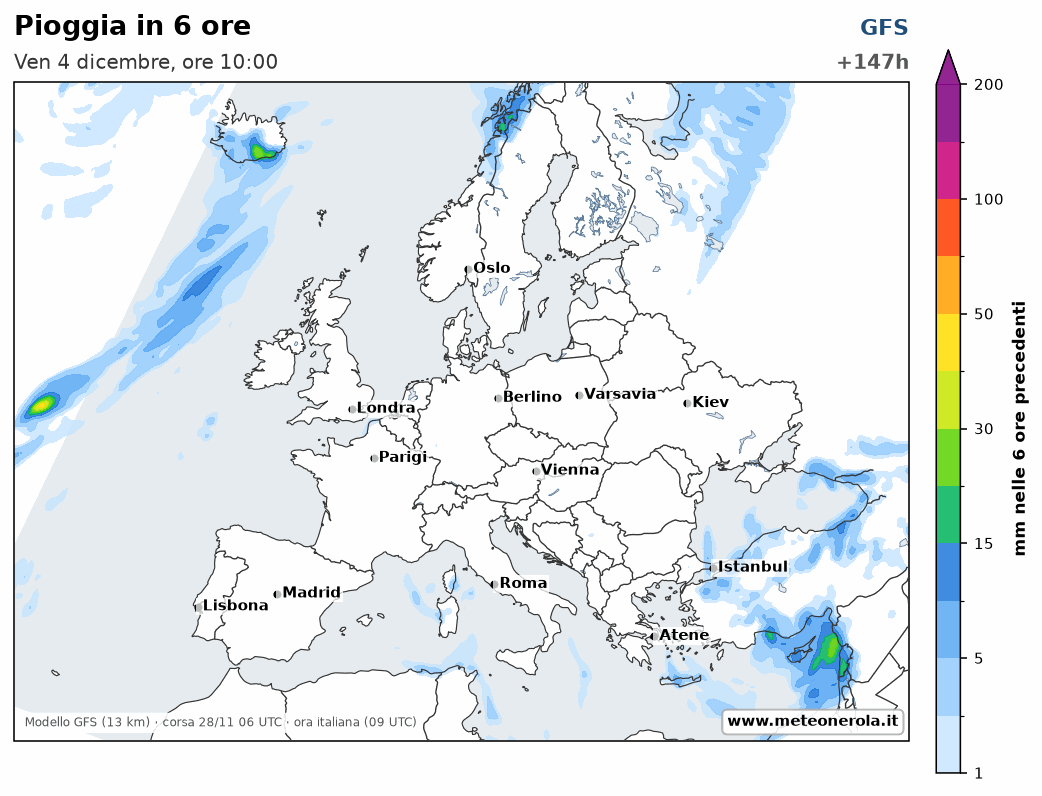 Pioggia in 6 ore
GFS
Ven 4 dicembre, ore 10:00
+147h
200
100
50
30
15
5
1
mm nelle 6 ore precedenti
Oslo
Londra
Berlino
Varsavia
Kiev
Parigi
Vienna
Istanbul
Roma
Madrid
Lisbona
Atene
Modello GFS (13 km) · corsa 28/11 06 UTC · ora italiana (09 UTC)
www.meteonerola.it